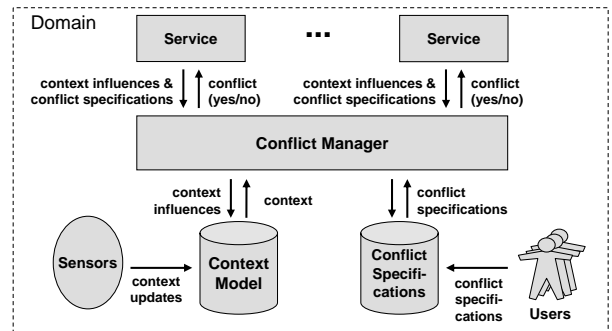 Domain
Service
...
Service
context influences &
conflict specifications
conflict
(yes/no)
context influences &
conflict specifications
conflict
(yes/no)
Conflict Manager
context
influences
context
conflict
specifications
Sensors
context
updates
Context
Model
Conflict
Specifi-
cations
conflict
specifi-
cations
Users